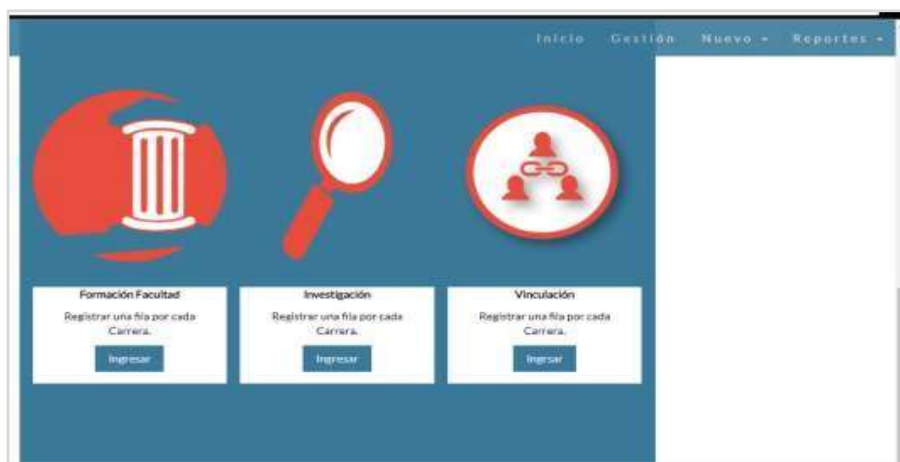 Inicio Gestión Nuevo Reportes
Formación Facultad
Registrar una fila por cada
Carrera.
Ingresar
Investigación
Registrar una fila por cada
Carrera.
Ingresar
Vinculación
Registrar una fila por cada
Carrera.
Ingrsar